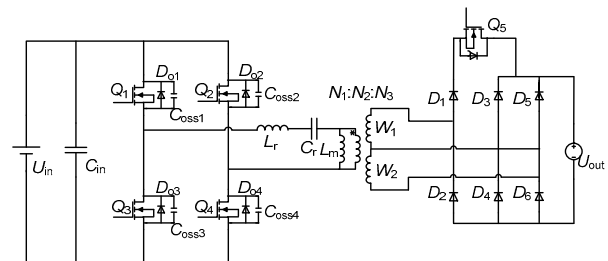 Q5
Do1
Do2
Q1
Q2
Coss1
Coss2
N1:N2:N3
D1
D3
D5
Lr
Cr
Lm
*
W1
W2
Uin
Cin
Uout
Do3
Do4
Q3
Q4
Coss3
Coss4
D2
D4
D6